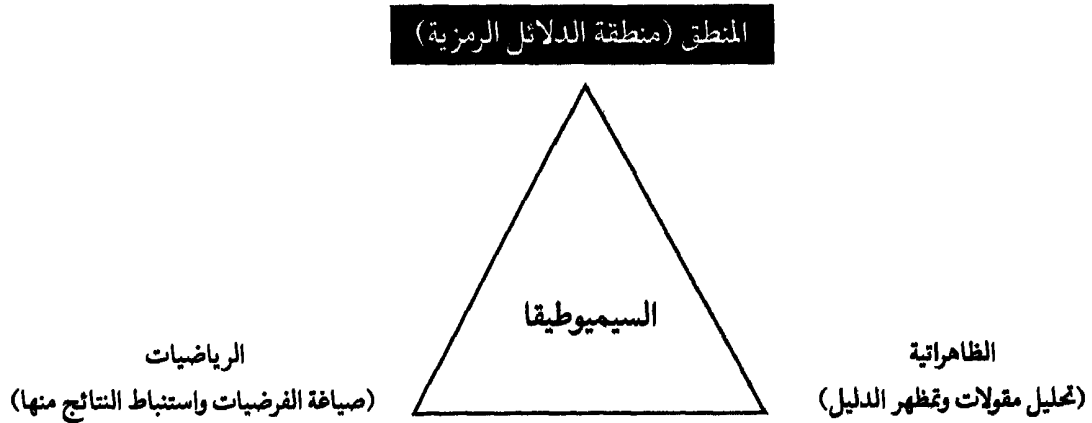 المنطق (منطقة الدلائل الرمزية)
السيميوطيقا
الظاهراتية
(تحليل مقولات وتمظهر الدليل)
الرياضيات
(صياغة الفرضيات واستنباط النتائج منها)